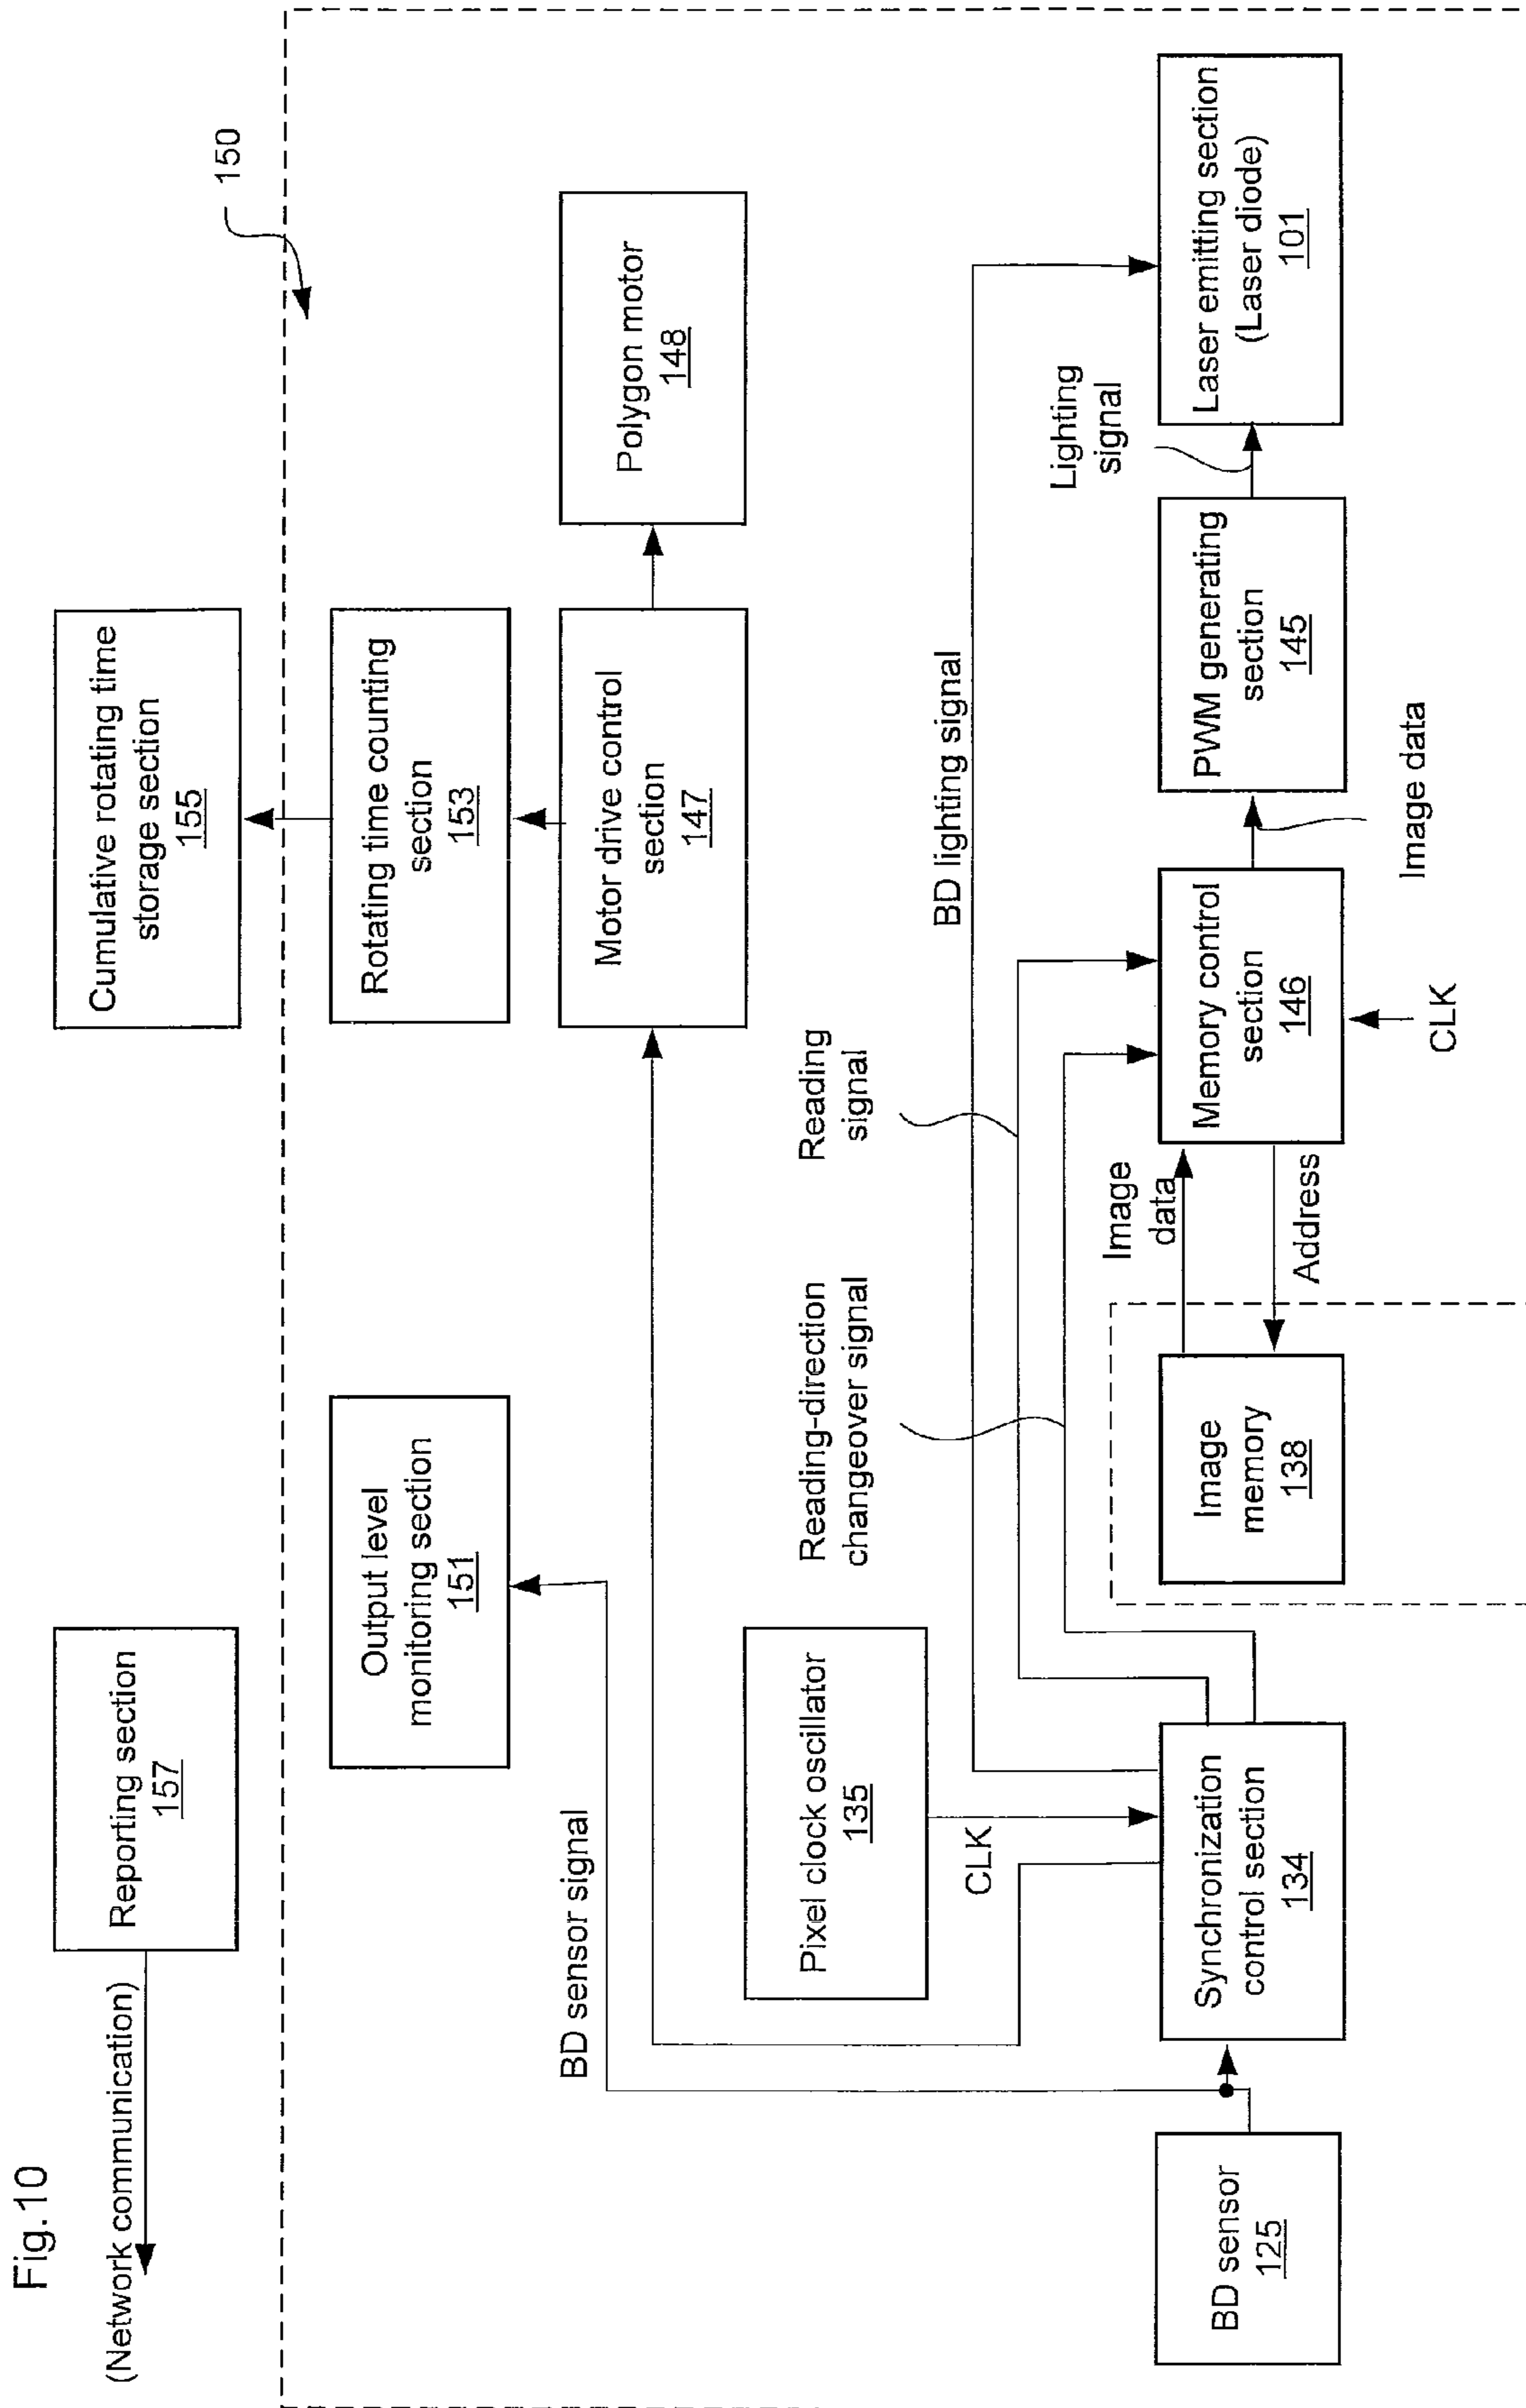 Fig.10
(Network communication)
Reporting section
157
Cumulative rotating time
storage section
155
150
Output level
monitoring section
151
Rotating time counting
section
153
BD sensor signal
Motor drive control
section
147
Polygon motor
148
Pixel clock oscillator
135
CLK
Reading-direction
changeover signal
Reading
signal
BD lighting signal
Lighting
signal
BD sensor
125
Synchronization
control section
134
Image
memory
138
Image
data
Address
Memory control
section
146
CLK
Image data
PWM generating
section
145
Laser emitting section
(Laser diode)
101